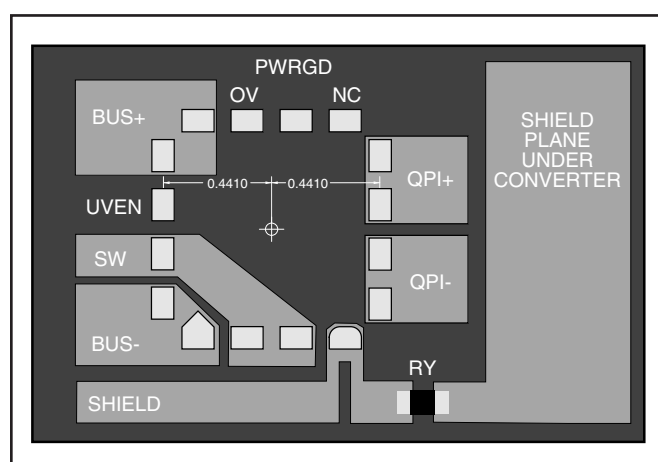 PWRGD
OV NC
BUS+
SHIELD
PLANE
UNDER
CONVERTER
0.4410 0.4410
QPI+
UVEN
SW
QPI-
BUS-
RY
SHIELD